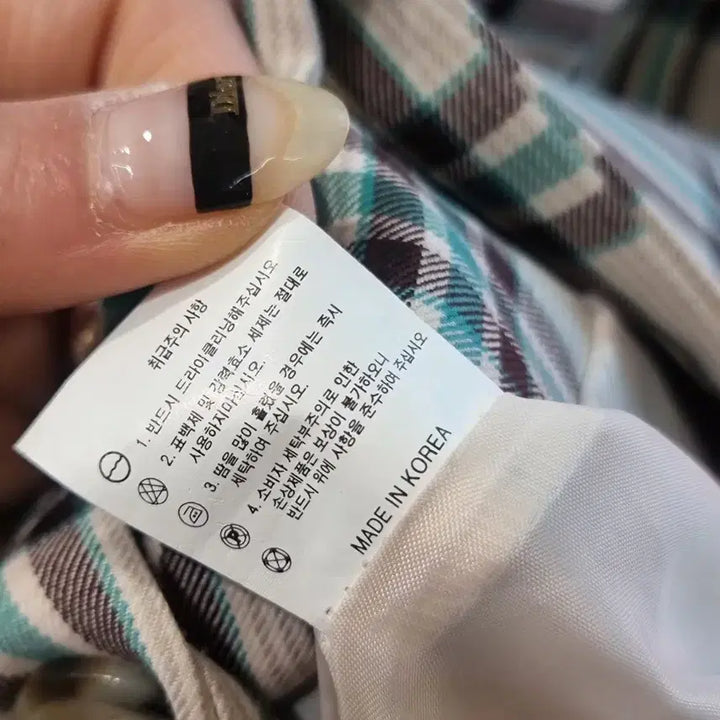 취급주의 사항
1. 반드시 드라이클리닝해주십시오.
2. 표백제 및 감력효소 세제는 절대로
사용하지마십시오.
3. 땀을 많이 흘렸을 경우에는 즉시
세탁하여 주십시오.
4. 소비자 세탁부주의로 인한
손상제품은 보상이 불가하오니
반드시 위에 사항을 준수하여 주십시오
MADE IN KOREA
P